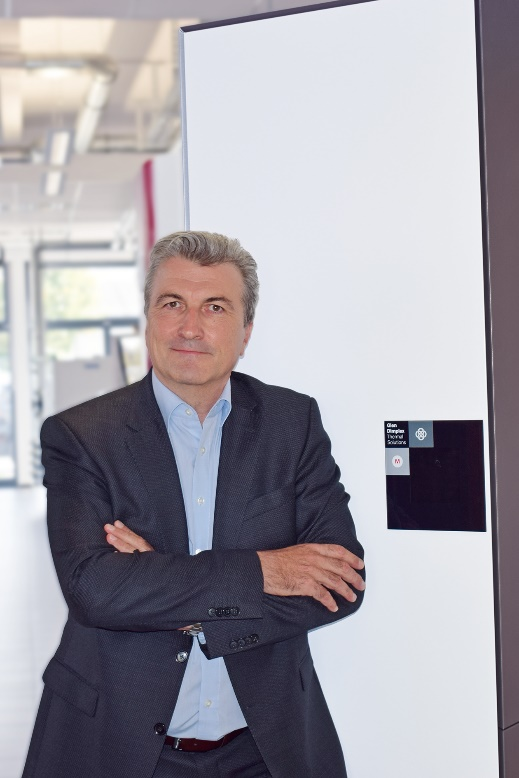 Glen
Dimplex
Thermal
Solutions
M